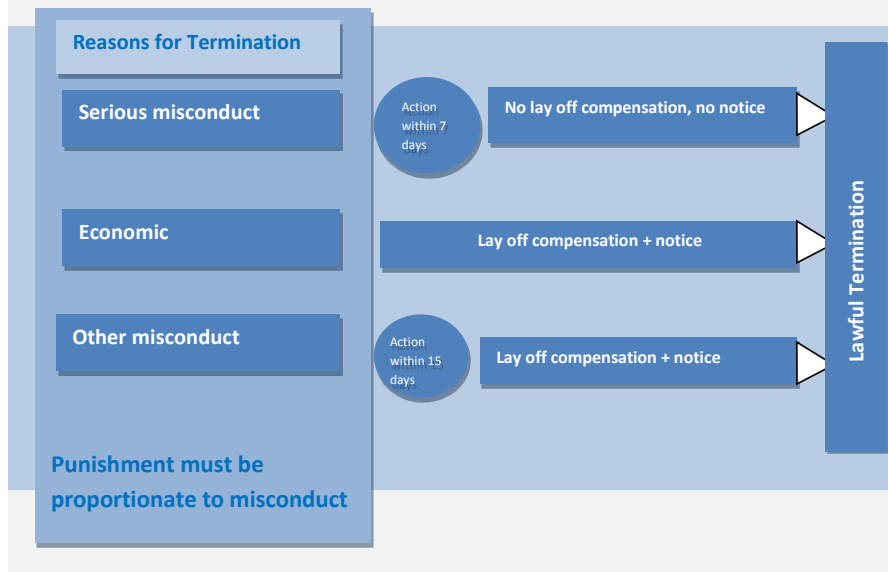 Reasons for Termination
Serious misconduct
Action
within 7
days
No lay off compensation, no notice
Economic
Lay off compensation + notice
Other misconduct
Action
within 15
days
Lay off compensation + notice
Lawful Termination
Punishment must be
proportionate to misconduct